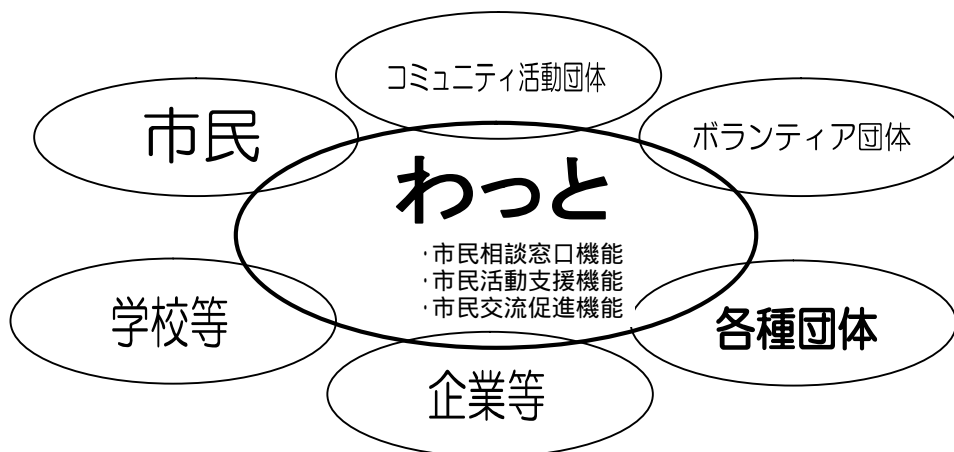 コミュニティ活動団体
市民
ボランティア団体
わっと
・市民相談窓口機能
・市民活動支援機能
・市民交流促進機能
学校等
各種団体
企業等